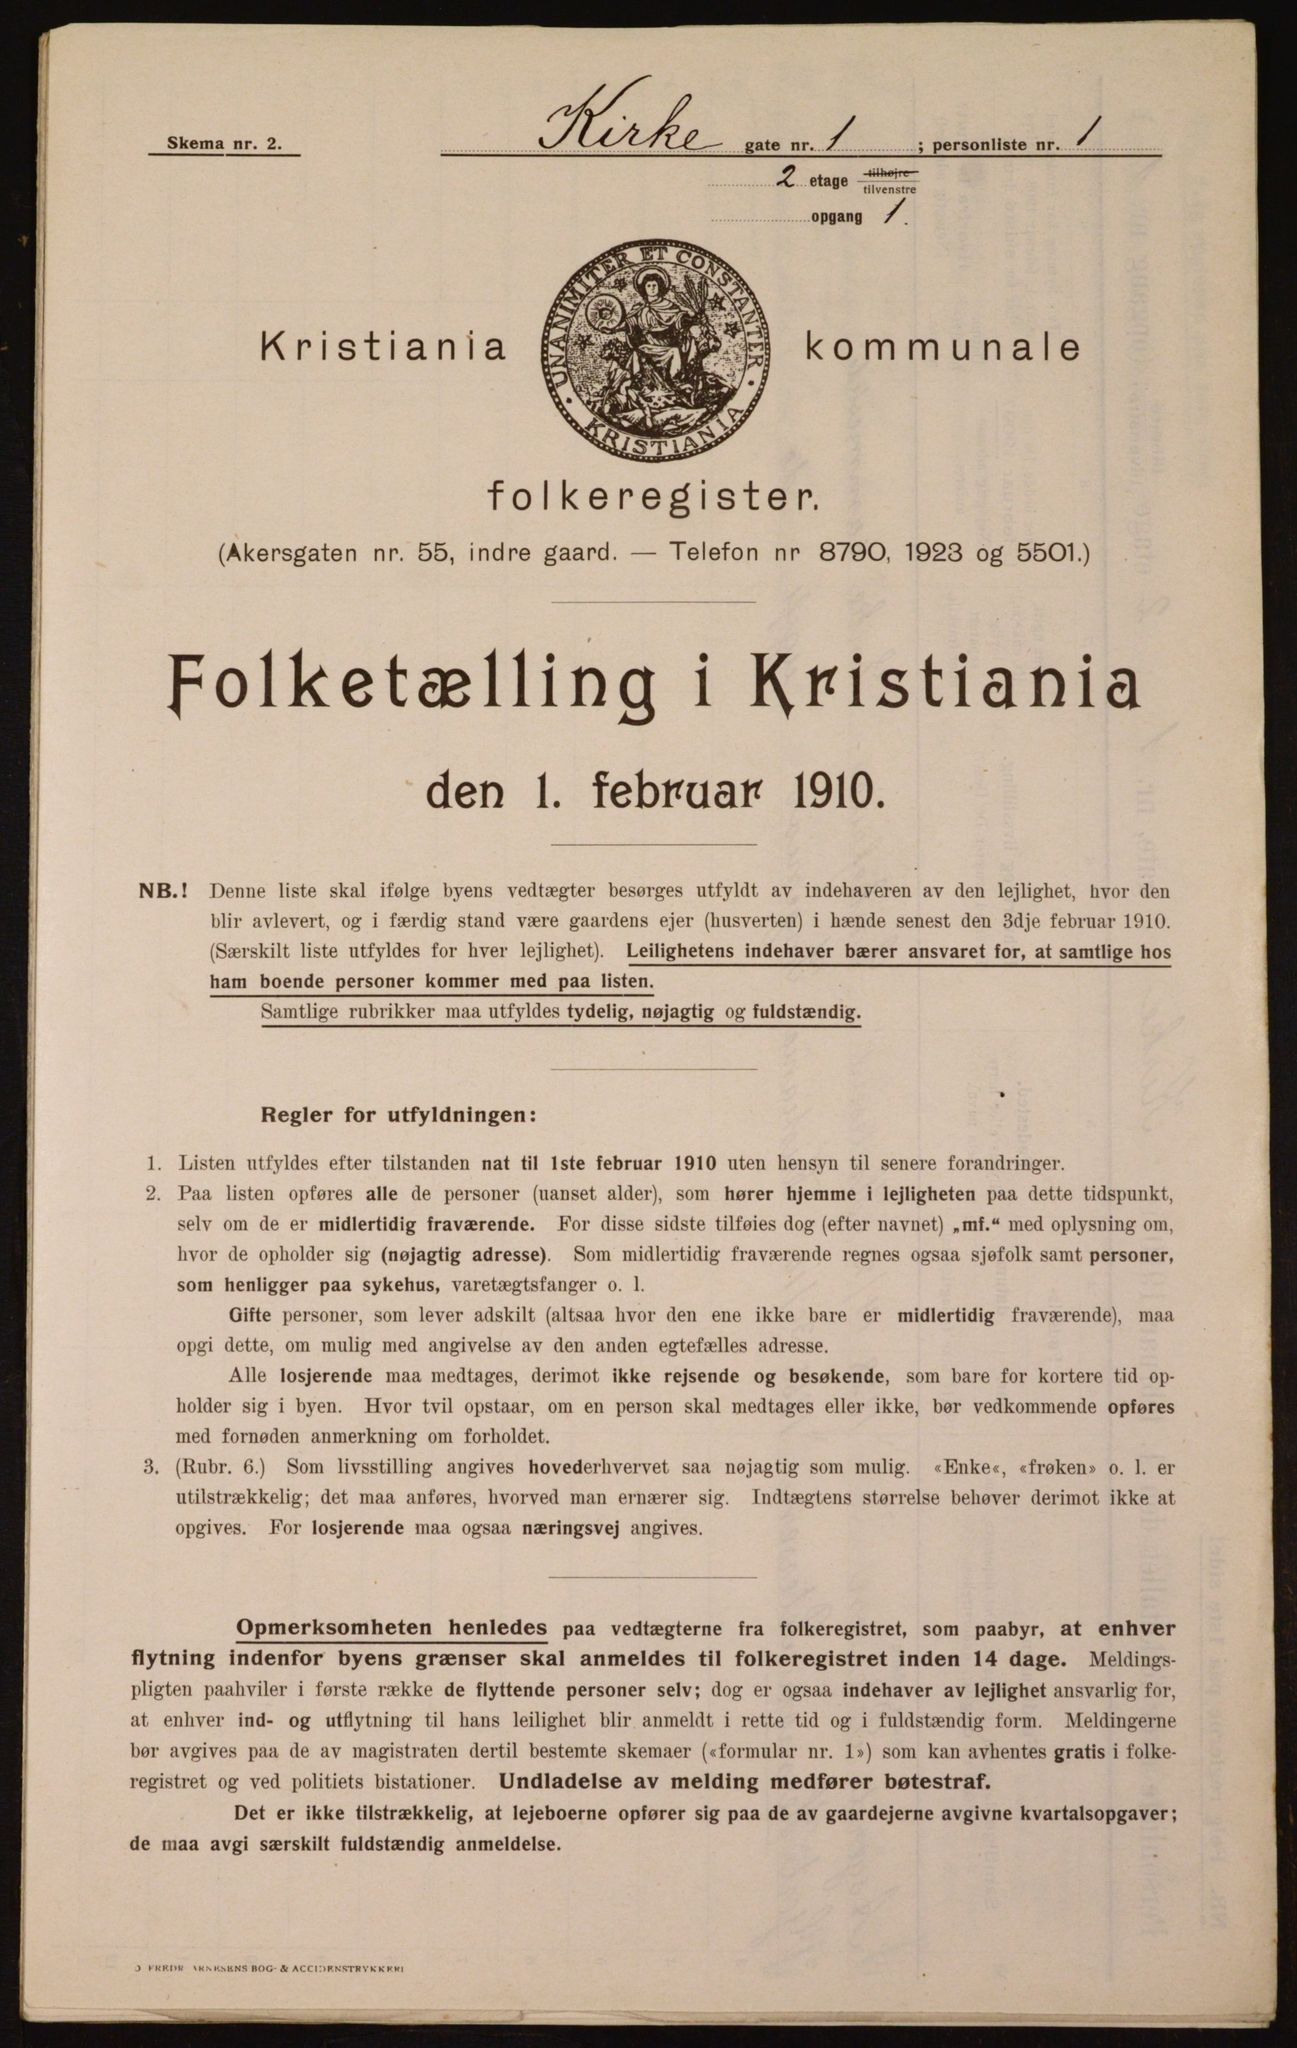 Skema nr. 2.
Kirke gate nr. 1 ; personliste nr. 1
2 etage tilhøjre
tilvenstre
opgang 1.
UNANIMITER ET CONSTANTER
• KRISTIANIA •
Kristiania kommunale
folkeregister.
(Akersgaten nr. 55, indre gaard. — Telefon nr 8790, 1923 og 5501.)
Folketælling i Kristiania
den 1. februar 1910.
NB.! Denne liste skal ifølge byens vedtægter besørges utfyldt av indehaveren av den lejlighet, hvor den
blir avlevert, og i færdig stand være gaardens ejer (husverten) i hænde senest den 3dje februar 1910.
(Særskilt liste utfyldes for hver lejlighet). Leilighetens indehaver bærer ansvaret for, at samtlige hos
ham boende personer kommer med paa listen.
Samtlige rubrikker maa utfyldes tydelig, nøjagtig og fuldstændig.
Regler for utfyldningen:
1. Listen utfyldes efter tilstanden nat til 1ste februar 1910 uten hensyn til senere forandringer.
2. Paa listen opføres alle de personer (uanset alder), som hører hjemme i lejligheten paa dette tidspunkt,
selv om de er midlertidig fraværende. For disse sidste tilføies dog (efter navnet) „mf.“ med oplysning om,
hvor de opholder sig (nøjagtig adresse). Som midlertidig fraværende regnes ogsaa sjøfolk samt personer,
som henligger paa sykehus, varetægtsfanger o. l.
Gifte personer, som lever adskilt (altsaa hvor den ene ikke bare er midlertidig fraværende), maa
opgi dette, om mulig med angivelse av den anden egtefælles adresse.
Alle losjerende maa medtages, derimot ikke rejsende og besøkende, som bare for kortere tid op-
holder sig i byen. Hvor tvil opstaar, om en person skal medtages eller ikke, bør vedkommende opføres
med fornøden anmerkning om forholdet.
3. (Rubr. 6.) Som livsstilling angives hovederhvervet saa nøjagtig som mulig. «Enke«, «frøken» o. l. er
utilstrækkelig; det maa anføres, hvorved man ernærer sig. Indtægtens størrelse behøver derimot ikke at
opgives. For losjerende maa ogsaa næringsvej angives.
Opmerksomheten henledes paa vedtægterne fra folkeregistret, som paabyr, at enhver
flytning indenfor byens grænser skal anmeldes til folkeregistret inden 14 dage. Meldings-
pligten paahviler i første række de flyttende personer selv; dog er ogsaa indehaver av lejlighet ansvarlig for,
at enhver ind- og utflytning til hans leilighet blir anmeldt i rette tid og i fuldstændig form. Meldingerne
bør avgives paa de av magistraten dertil bestemte skemaer («formular nr. 1») som kan avhentes gratis i folke-
registret og ved politiets bistationer. Undladelse av melding medfører bøtestraf.
Det er ikke tilstrækkelig, at lejeboerne opfører sig paa de av gaardejerne avgivne kvartalsopgaver;
de maa avgi særskilt fuldstændig anmeldelse.
BOG- & ACCIDENSTRYKKERI